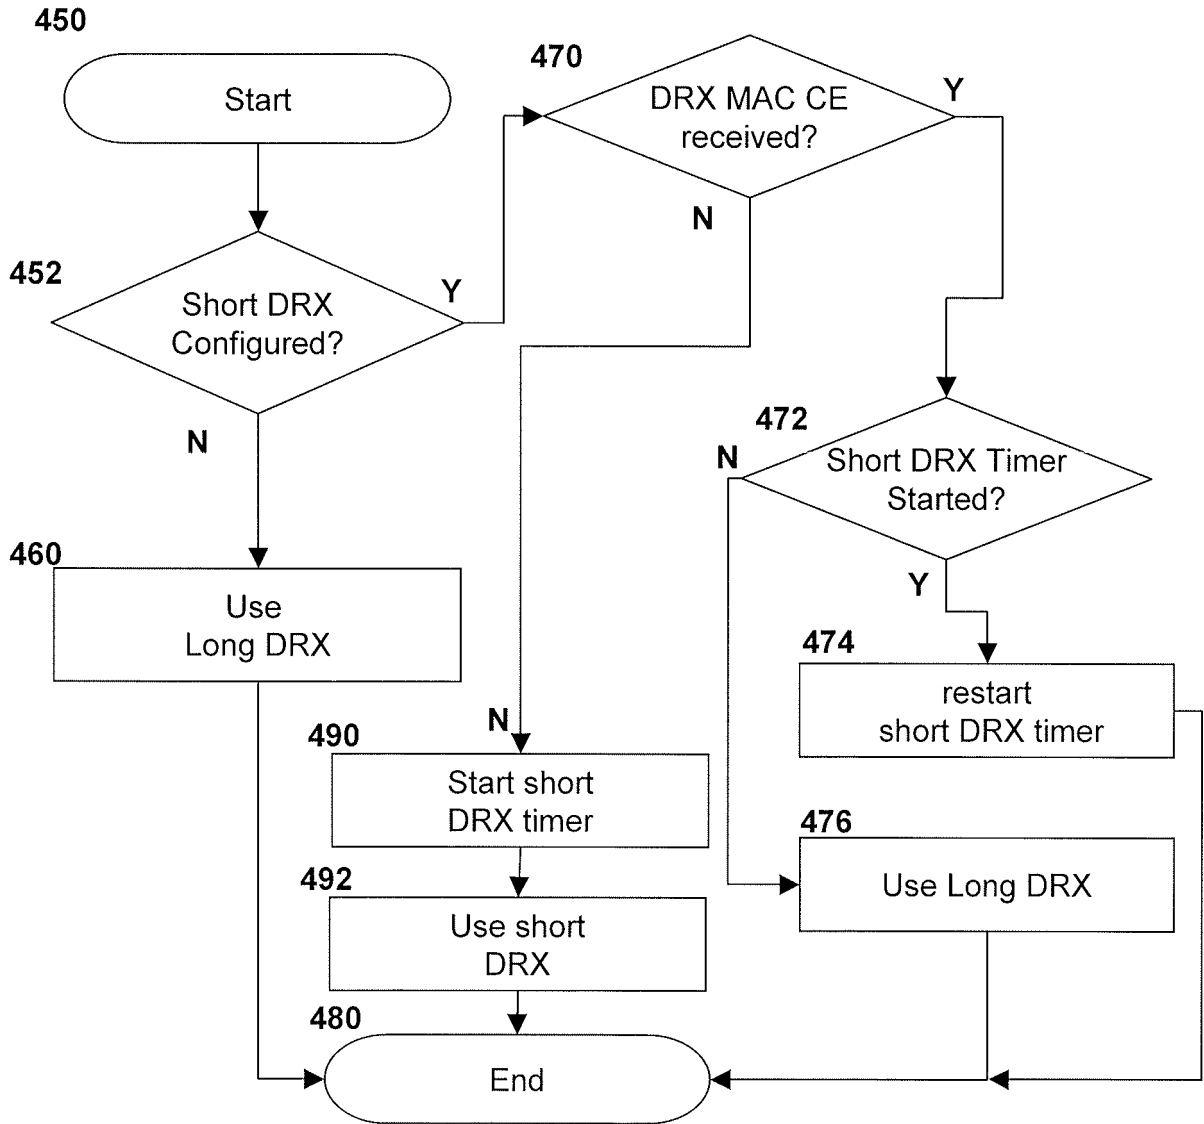 450
Start
452
Short DRX
Configured?
Y
N
460
Use
Long DRX
470
DRX MAC CE
received?
Y
N
472
Short DRX Timer
Started?
N
Y
474
restart
short DRX timer
476
Use Long DRX
N
490
Start short
DRX timer
492
Use short
DRX
480
End